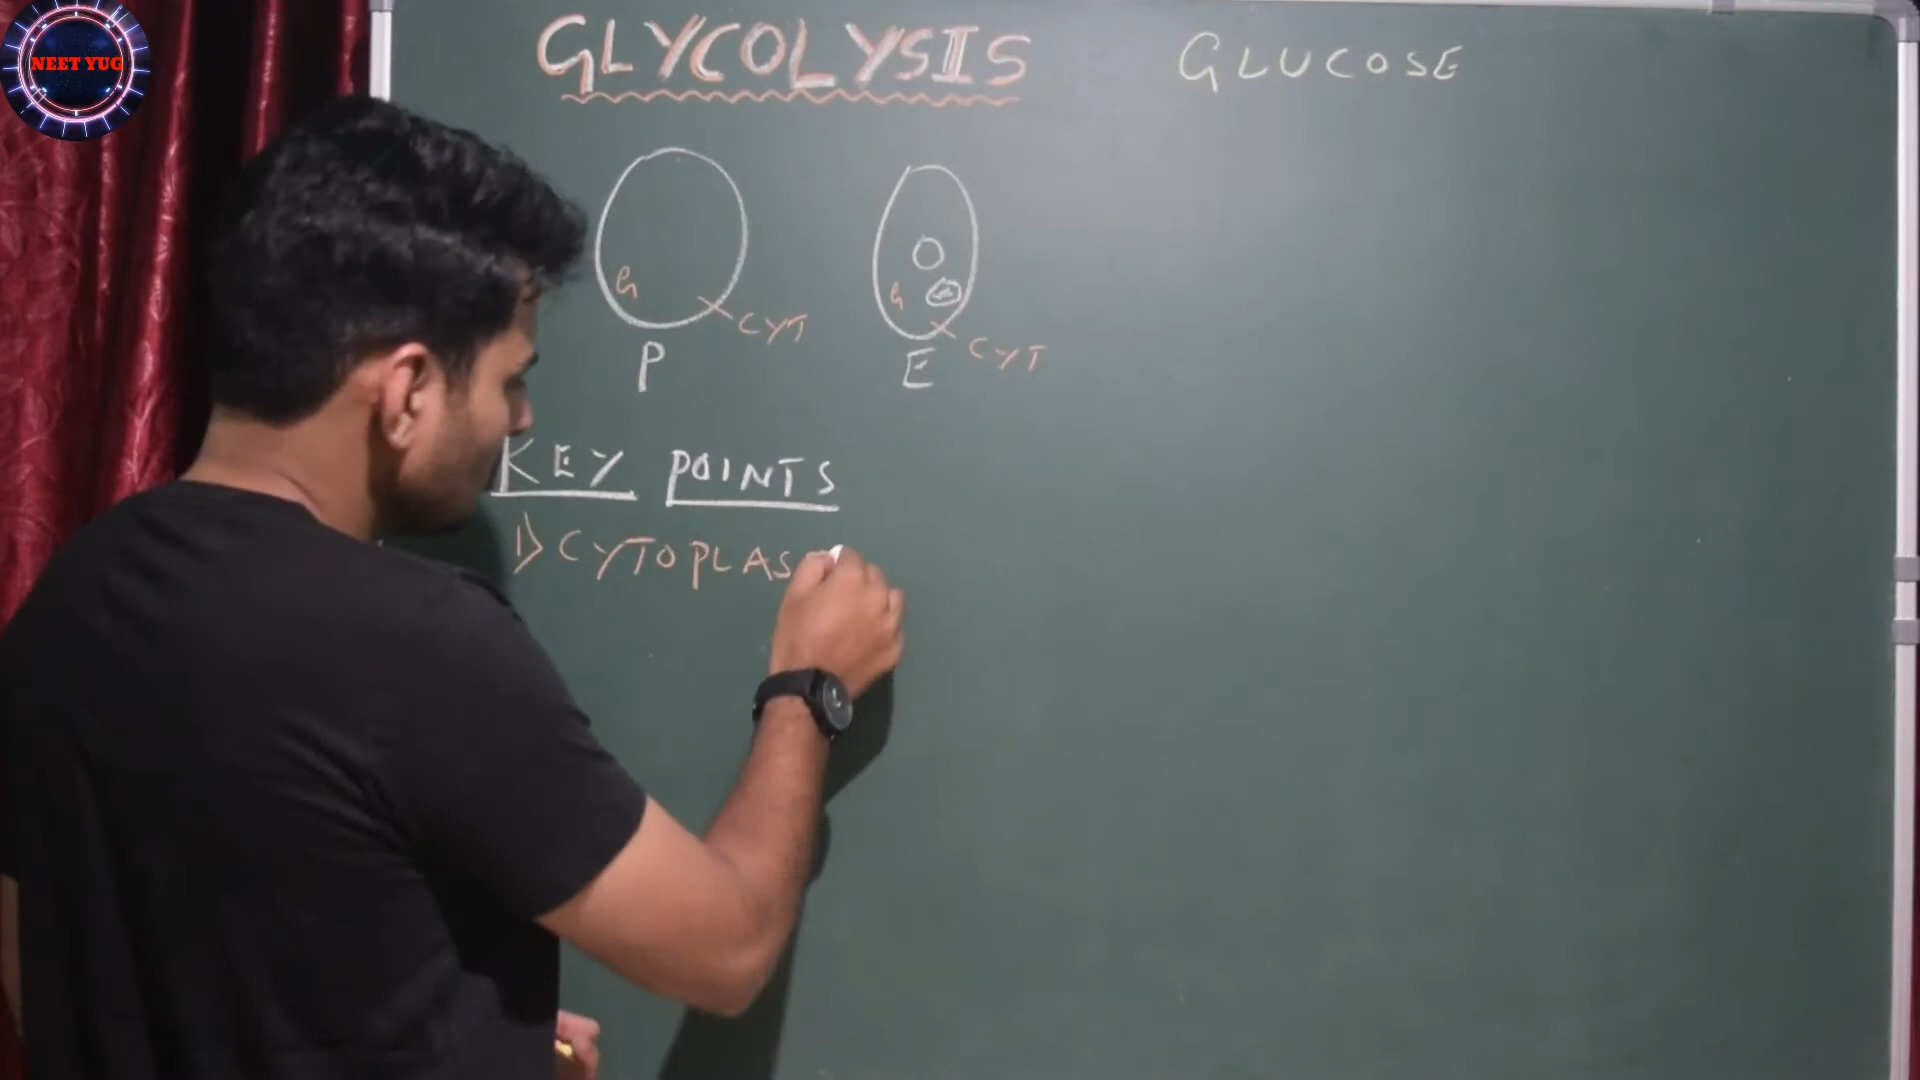 NEET YUG
GLYCOLYSIS
GLUCOSE
G
CYT
P
G
CYT
E
KEY POINTS
1) CYTOPLAS